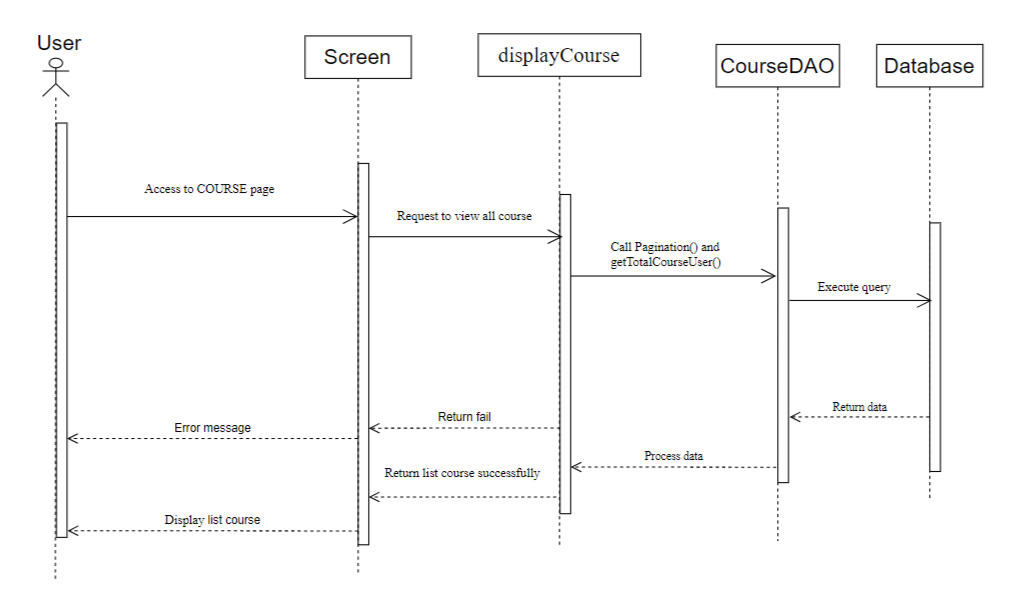 User
Screen
displayCourse
CourseDAO
Database
Access to COURSE page
Request to view all course
Call Pagination() and
getTotalCourseUser()
Execute query
Return data
Return fail
Error message
Process data
Return list course successfully
Display list course